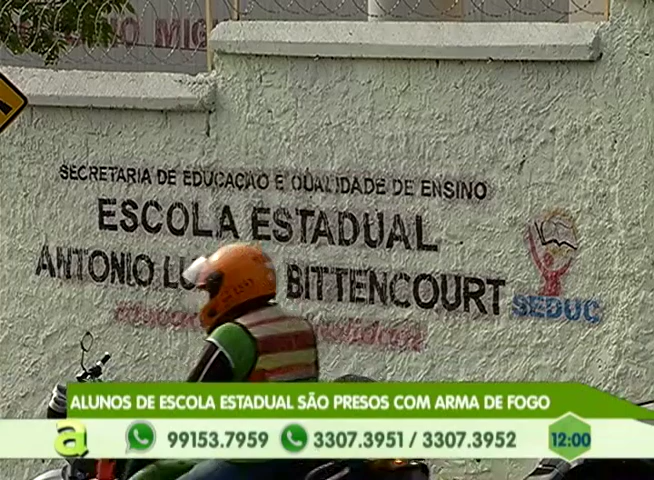 SECRETARIA DE EDUCAÇÃO E QUALIDADE DE ENSINO
ESCOLA ESTADUAL
ANTONIO LU BITTENCOURT
SEDUC
ALUNOS DE ESCOLA ESTADUAL SÃO PRESOS COM ARMA DE FOGO
a 99153.7959 3307.3951 / 3307.3952 12:00